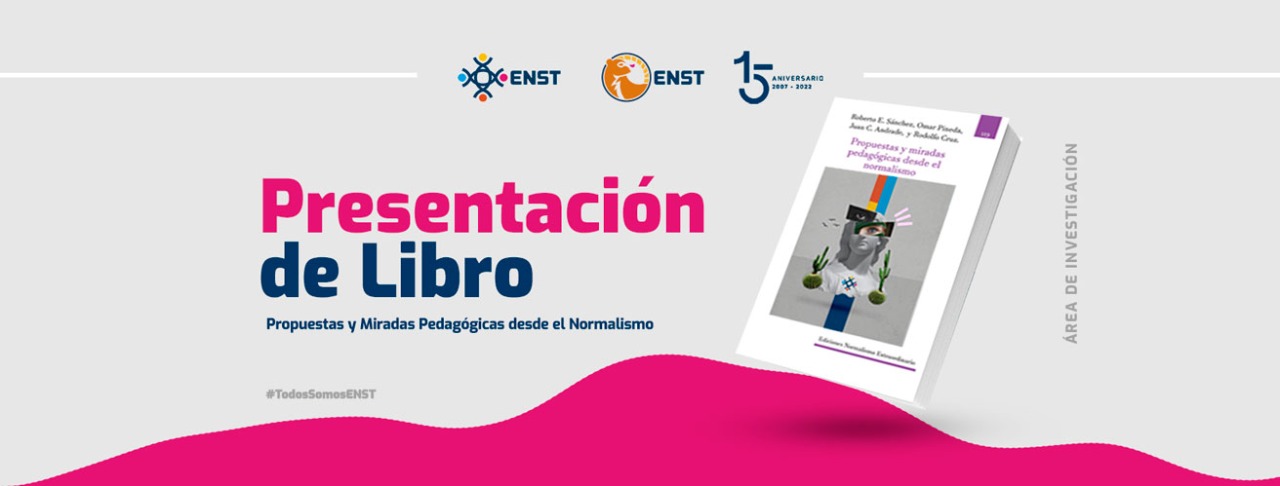 ENST
ENST
15
ANIVERSARIO
2007 - 2022
Presentación
de Libro
Propuestas y Miradas Pedagógicas desde el Normalismo
#TodosSomosENST
Roberto E. Sánchez, Omar Pineda,
Juan C. Andrade, y Rodolfo Cruz.
Propuestas y miradas
pedagógicas desde el
normalismo
Ediciones Normalismo Extraordinario
ÁREA DE INVESTIGACIÓN